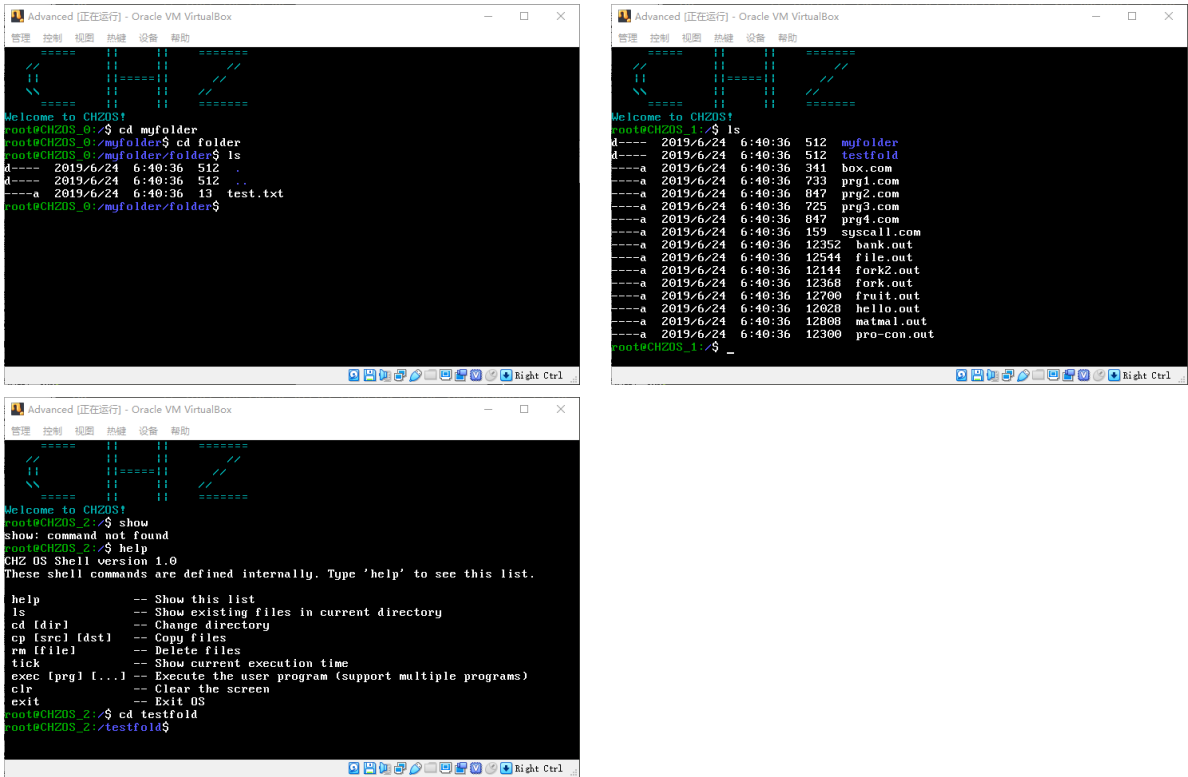 Advanced [正在运行] - Oracle VM VirtualBox
管理 控制 视图 热键 设备 帮助
=====   ||     ||   =======
//        ||     ||       //
||        ||=====||     //
\\        ||     ||   //
=====   ||     ||   =======
Welcome to CHZOS!
root@CHZOS_0:/$ cd myfolder
root@CHZOS_0:/myfolder$ cd folder
root@CHZOS_0:/myfolder/folder$ ls
d----  2019/6/24  6:40:36  512  .
d----  2019/6/24  6:40:36  512  ..
----a  2019/6/24  6:40:36  13  test.txt
root@CHZOS_0:/myfolder/folder$
Right Ctrl
Advanced [正在运行] - Oracle VM VirtualBox
管理 控制 视图 热键 设备 帮助
=====   ||     ||   =======
//        ||     ||       //
||        ||=====||     //
\\        ||     ||   //
=====   ||     ||   =======
Welcome to CHZOS!
root@CHZOS_1:/$ ls
d----  2019/6/24  6:40:36  512  myfolder
d----  2019/6/24  6:40:36  512  testfold
----a  2019/6/24  6:40:36  341  box.com
----a  2019/6/24  6:40:36  733  prg1.com
----a  2019/6/24  6:40:36  847  prg2.com
----a  2019/6/24  6:40:36  725  prg3.com
----a  2019/6/24  6:40:36  847  prg4.com
----a  2019/6/24  6:40:36  159  syscall.com
----a  2019/6/24  6:40:36  12352  bank.out
----a  2019/6/24  6:40:36  12544  file.out
----a  2019/6/24  6:40:36  12144  fork2.out
----a  2019/6/24  6:40:36  12368  fork.out
----a  2019/6/24  6:40:36  12700  fruit.out
----a  2019/6/24  6:40:36  12028  hello.out
----a  2019/6/24  6:40:36  12808  matmal.out
----a  2019/6/24  6:40:36  12300  pro-con.out
root@CHZOS_1:/$ _
Right Ctrl
Advanced [正在运行] - Oracle VM VirtualBox
管理 控制 视图 热键 设备 帮助
=====   ||     ||   =======
//        ||     ||       //
||        ||=====||     //
\\        ||     ||   //
=====   ||     ||   =======
Welcome to CHZOS!
root@CHZOS_2:/$ show
show: command not found
root@CHZOS_2:/$ help
CHZ OS Shell version 1.0
These shell commands are defined internally. Type 'help' to see this list.
help -- Show this list
ls -- Show existing files in current directory
cd [dir] -- Change directory
cp [src] [dst] -- Copy files
rm [file] -- Delete files
tick -- Show current execution time
exec [prg] [...] -- Execute the user program (support multiple programs)
clr -- Clear the screen
exit -- Exit OS
root@CHZOS_2:/$ cd testfold
root@CHZOS_2:/testfold$
Right Ctrl